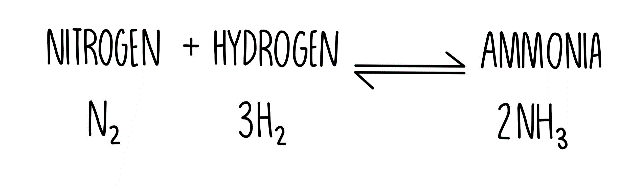 NITROGEN + HYDROGEN ⇌ AMMONIA
N₂ 3H₂ 2NH₃